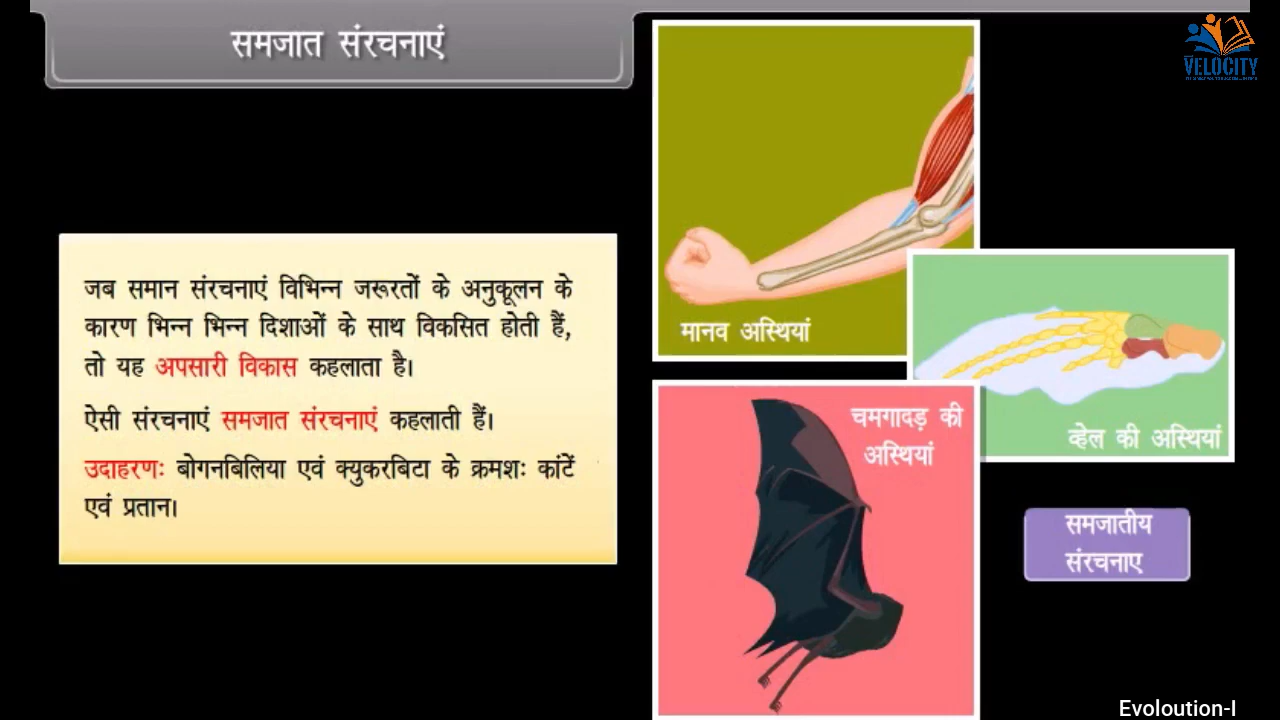 समजात संरचनाएं
VELOCITY
जब समान संरचनाएं विभिन्न जरूरतों के अनुकूलन के
कारण भिन्न भिन्न दिशाओं के साथ विकसित होती हैं,
तो यह अपसारी विकास कहलाता है।
ऐसी संरचनाएं समजात संरचनाएं कहलाती हैं।
उदाहरणः बोगनबिलिया एवं क्युकरबिटा के क्रमशः कांटें
एवं प्रतान।
मानव अस्थियां
व्हेल की अस्थियां
चमगादड़ की
अस्थियां
समजातीय
संरचनाए
Evoloution-I